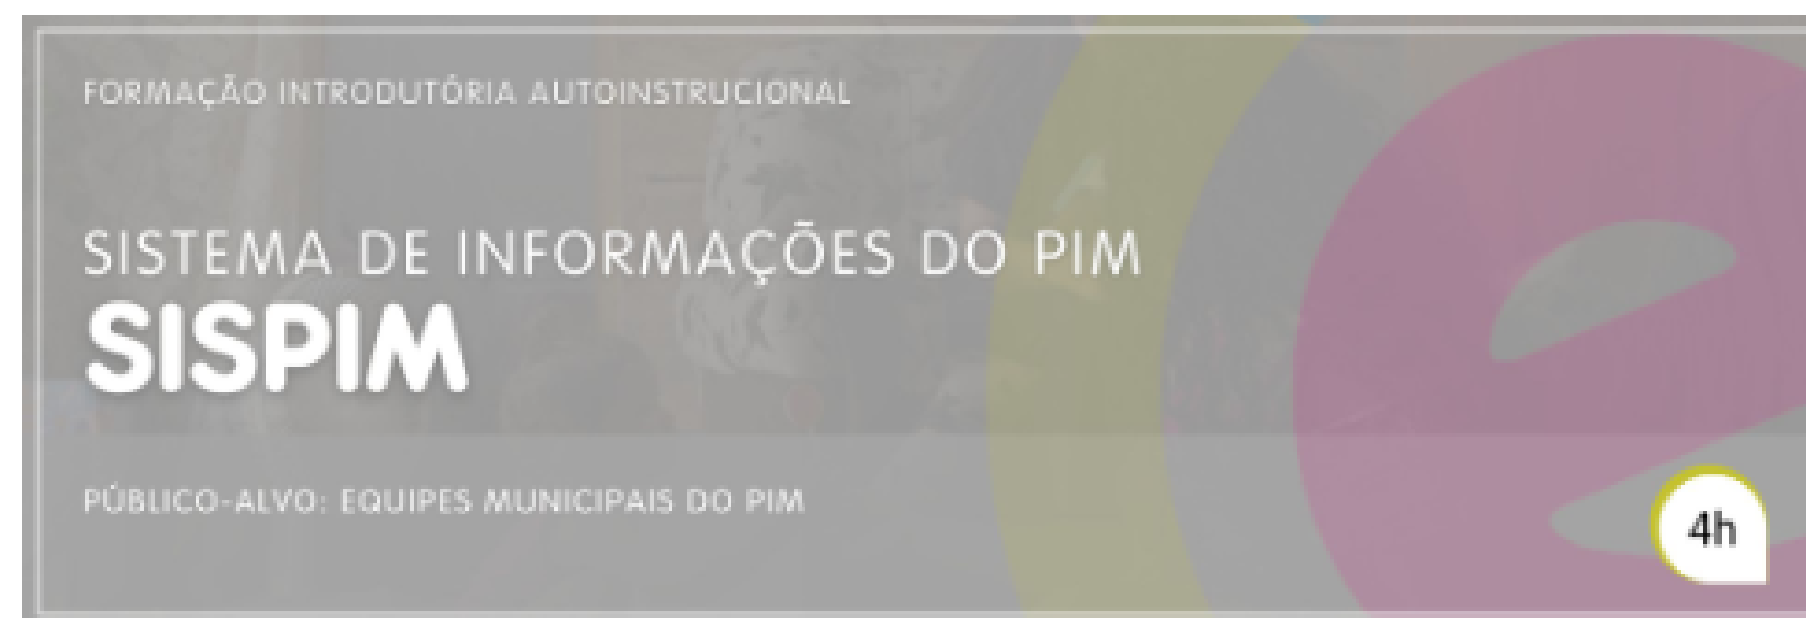 FORMAÇÃO INTRODUTÓRIA AUTOINSTRUCIONAL
SISTEMA DE INFORMAÇÕES DO PIM
SISPIM
PÚBLICO-ALVO: EQUIPES MUNICIPAIS DO PIM
4h